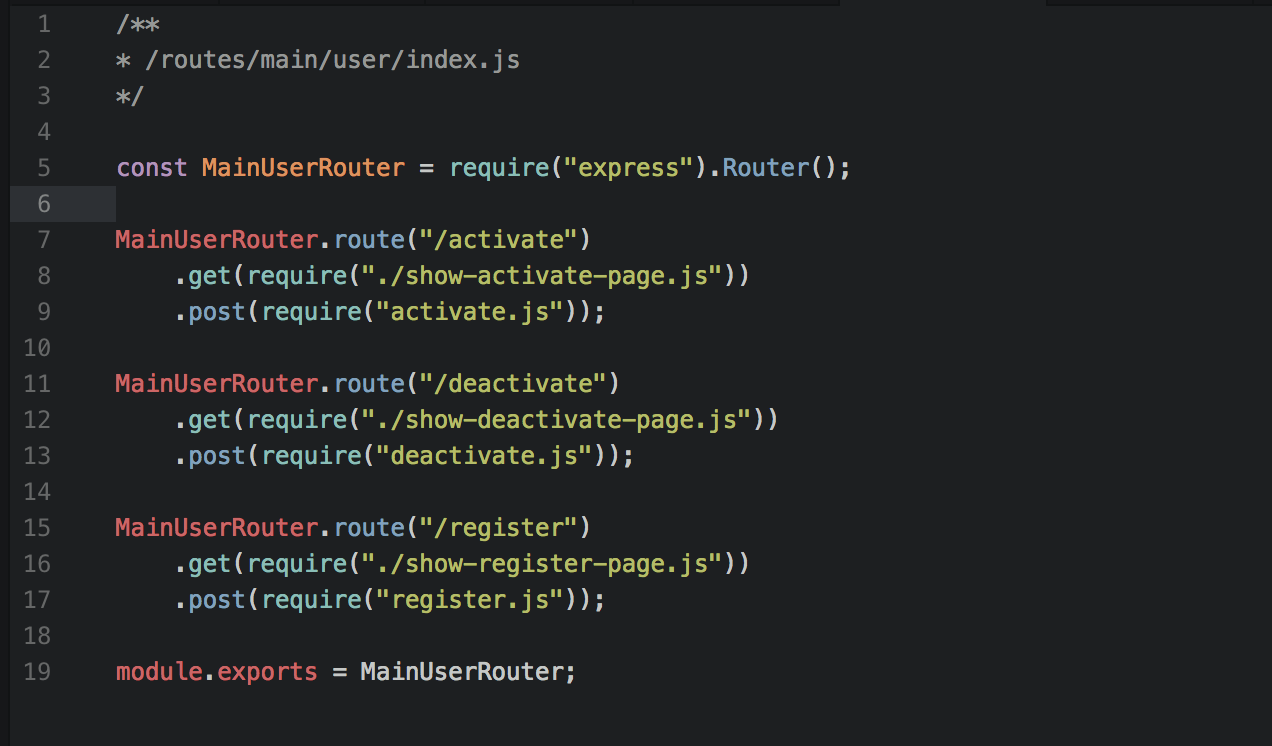 1 /**
2 * /routes/main/user/index.js
3 */
4
5 const MainUserRouter = require("express").Router();
6
7 MainUserRouter.route("/activate")
8     .get(require("./show-activate-page.js"))
9     .post(require("activate.js"));
10
11 MainUserRouter.route("/deactivate")
12     .get(require("./show-deactivate-page.js"))
13     .post(require("deactivate.js"));
14
15 MainUserRouter.route("/register")
16     .get(require("./show-register-page.js"))
17     .post(require("register.js"));
18
19 module.exports = MainUserRouter;